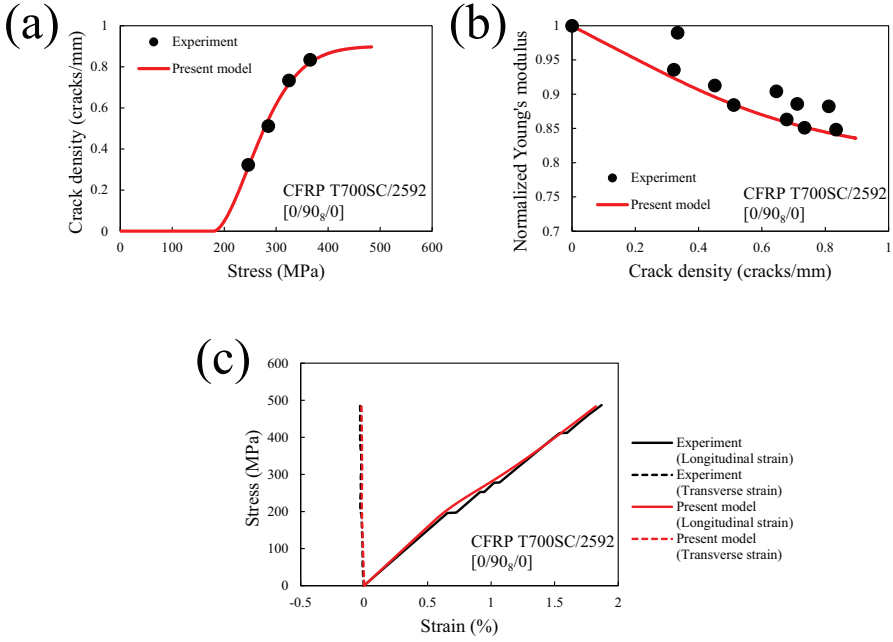 (a)
Crack density (cracks/mm)
1
0.8
0.6
0.4
0.2
0
0
100
200
300
400
500
600
Experiment
Present model
CFRP T700SC/2592
[0/90₈/0]
Stress (MPa)
(b)
Normalized Young's modulus
1
0.95
0.9
0.85
0.8
0.75
0.7
0
0.2
0.4
0.6
0.8
1
Experiment
Present model
CFRP T700SC/2592
[0/90₈/0]
Crack density (cracks/mm)
(c)
Stress (MPa)
600
500
400
300
200
100
0
-0.5
0
0.5
1
1.5
2
CFRP T700SC/2592
[0/90₈/0]
Strain (%)
Experiment
(Longitudinal strain)
Experiment
(Transverse strain)
Present model
(Longitudinal strain)
Present model
(Transverse strain)